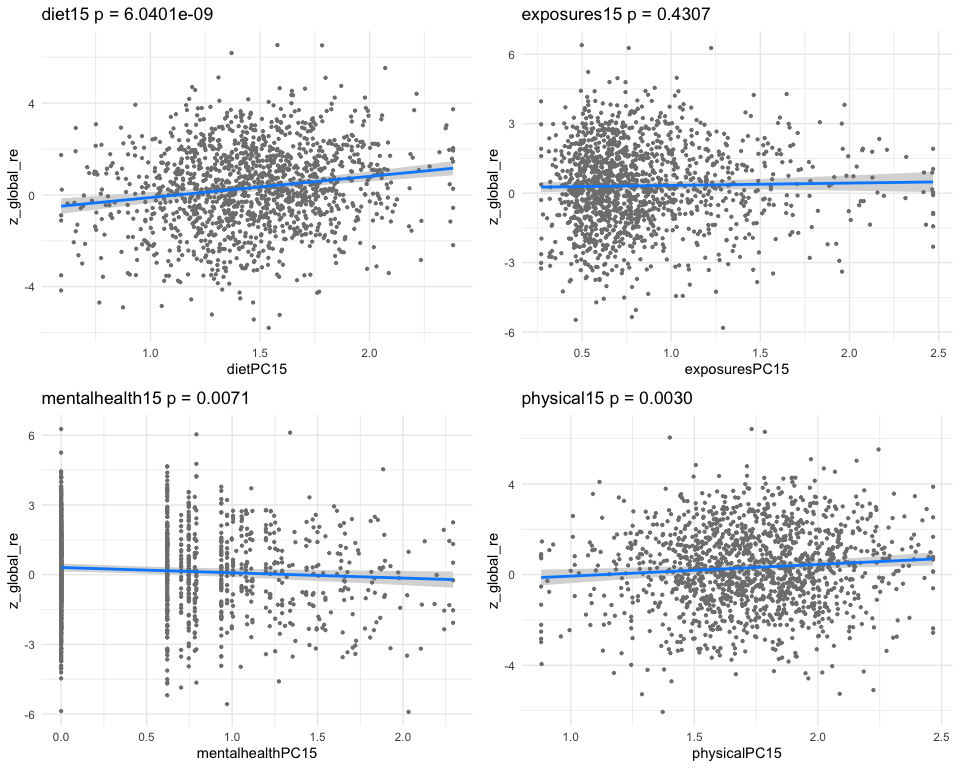 diet15 p = 6.0401e-09
4
0
-4
z_global_re
1.0
1.5
2.0
dietPC15
exposures15 p = 0.4307
6
3
0
-3
-6
z_global_re
0.5
1.0
1.5
2.0
2.5
exposuresPC15
mentalhealth15 p = 0.0071
6
3
0
-3
-6
z_global_re
0.0
0.5
1.0
1.5
2.0
mentalhealthPC15
physical15 p = 0.0030
4
0
-4
z_global_re
1.0
1.5
2.0
2.5
physicalPC15